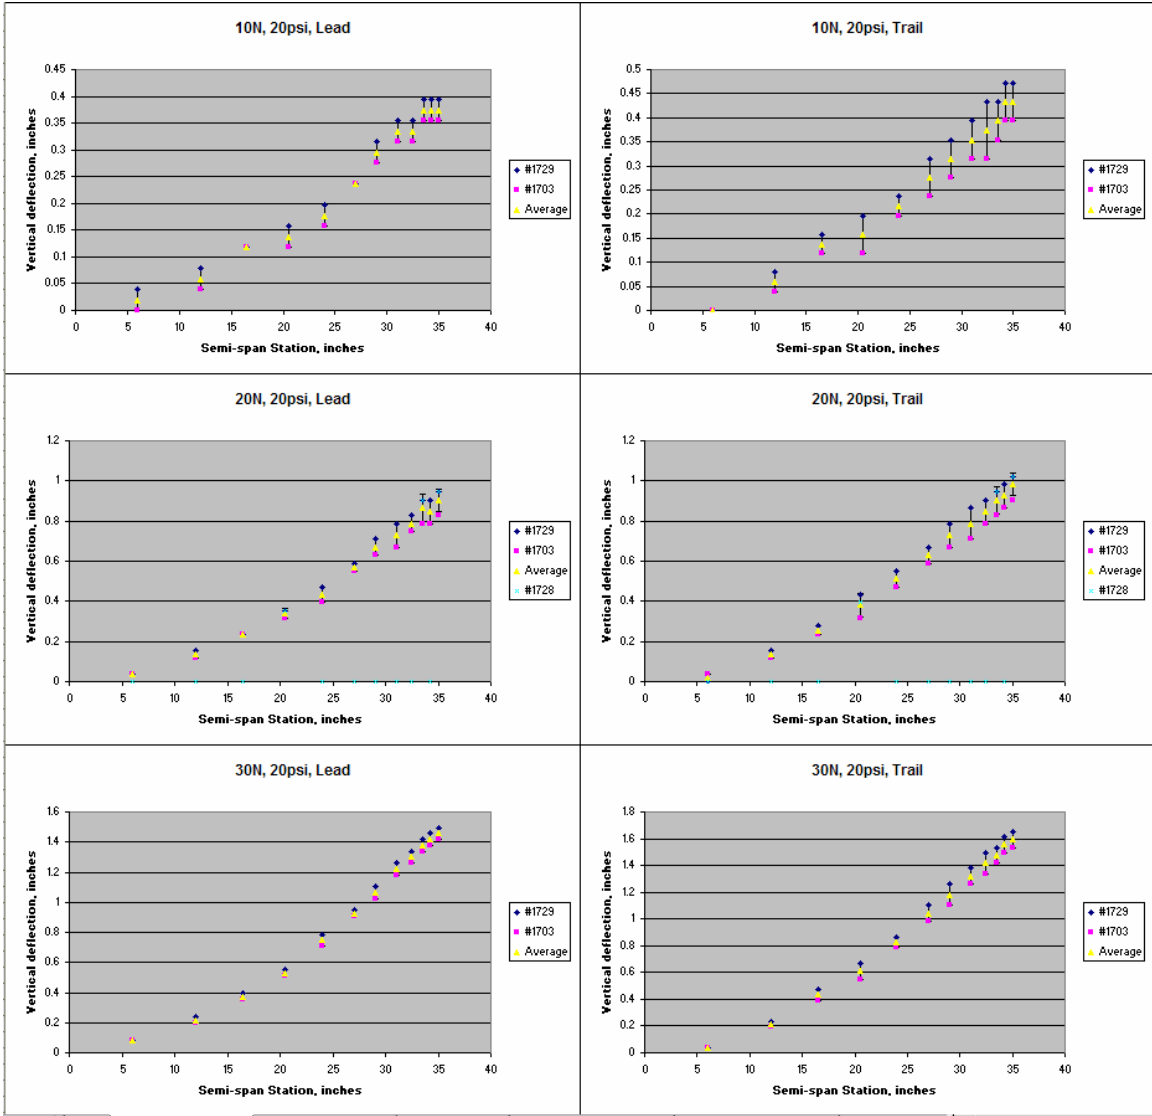 10N, 20psi, Lead
0.45
0.4
0.35
0.3
0.25
0.2
0.15
0.1
0.05
0
Vertical deflection, inches
0 5 10 15 20 25 30 35 40
Semi-span Station, inches
#1729
#1703
Average
10N, 20psi, Trail
0.5
0.45
0.4
0.35
0.3
0.25
0.2
0.15
0.1
0.05
0
Vertical deflection, inches
0 5 10 15 20 25 30 35 40
Semi-span Station, inches
#1729
#1703
Average
20N, 20psi, Lead
1.2
1
0.8
0.6
0.4
0.2
0
Vertical deflection, inches
0 5 10 15 20 25 30 35 40
Semi-span Station, inches
#1729
#1703
Average
#1728
20N, 20psi, Trail
1.2
1
0.8
0.6
0.4
0.2
0
Vertical deflection, inches
0 5 10 15 20 25 30 35 40
Semi-span Station, inches
#1729
#1703
Average
#1728
30N, 20psi, Lead
1.6
1.4
1.2
1
0.8
0.6
0.4
0.2
0
Vertical deflection, inches
0 5 10 15 20 25 30 35 40
Semi-span Station, inches
#1729
#1703
Average
30N, 20psi, Trail
1.8
1.6
1.4
1.2
1
0.8
0.6
0.4
0.2
0
Vertical deflection, inches
0 5 10 15 20 25 30 35 40
Semi-span Station, inches
#1729
#1703
Average